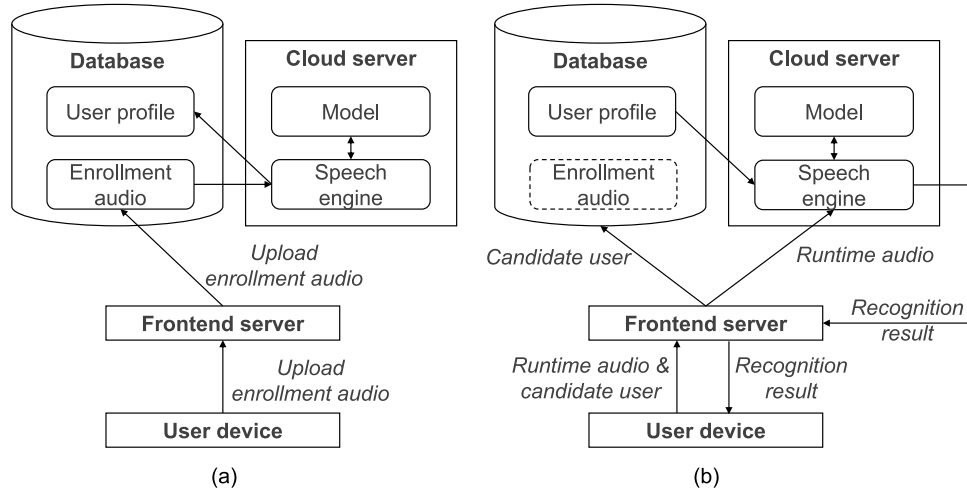 Database
Cloud server
User profile
Model
Enrollment
audio
Speech
engine
Upload
enrollment audio
Frontend server
Upload
enrollment audio
User device
(a)
Database
Cloud server
User profile
Model
Enrollment
audio
Speech
engine
Candidate user
Runtime audio
Frontend server
Recognition
result
Runtime audio &
candidate user
Recognition
result
User device
(b)